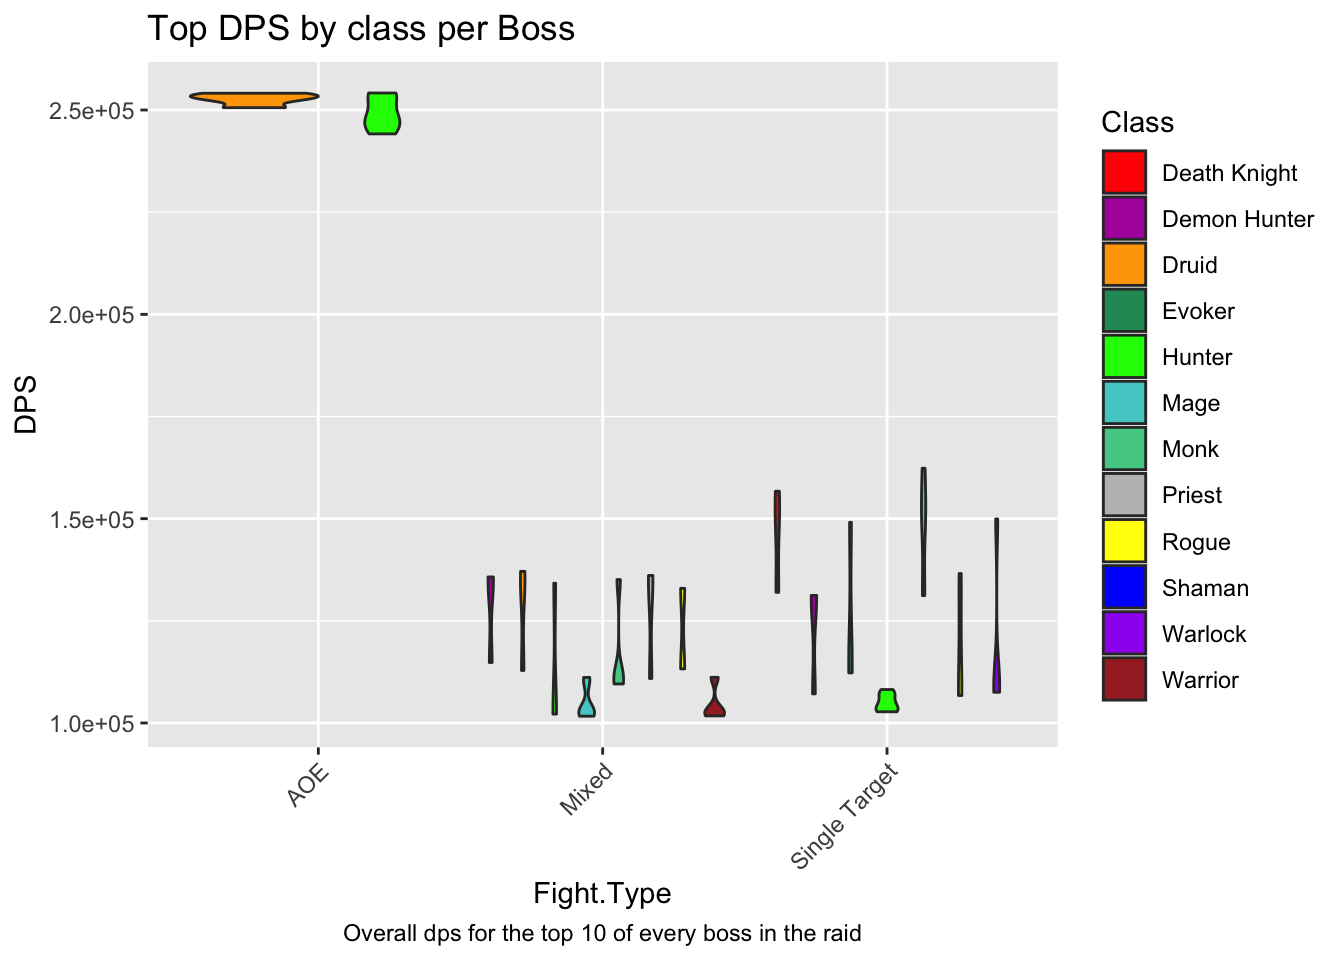 Top DPS by class per Boss
2.5e+05
2.0e+05
1.5e+05
1.0e+05
DPS
AOE
Mixed
Single Target
Fight.Type
Overall dps for the top 10 of every boss in the raid
Class
Death Knight
Demon Hunter
Druid
Evoker
Hunter
Mage
Monk
Priest
Rogue
Shaman
Warlock
Warrior